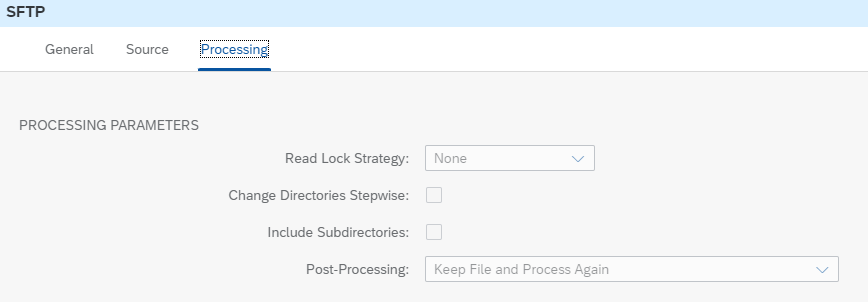 SFTP
General Source Processing
PROCESSING PARAMETERS
Read Lock Strategy: None
Change Directories Stepwise:
Include Subdirectories:
Post-Processing: Keep File and Process Again